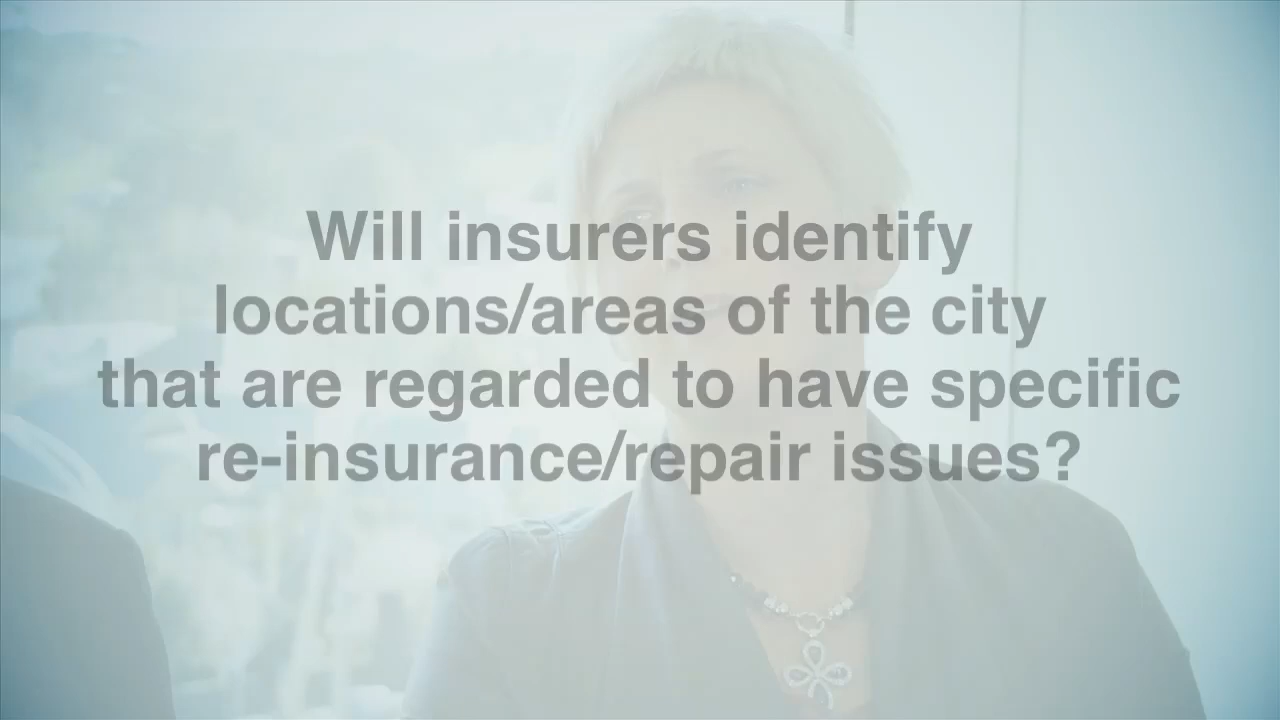 Will insurers identify
locations/areas of the city
that are regarded to have specific
re-insurance/repair issues?